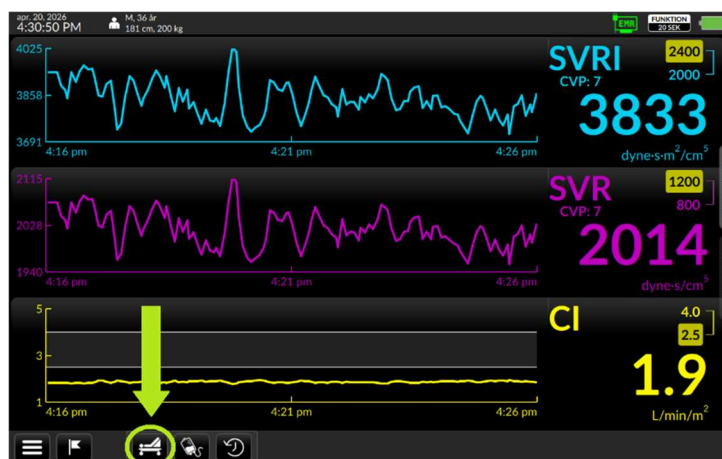 apr. 20, 2026
4:30:50 PM
M, 36 år
181 cm, 200 kg
EMR
FUNKTION
20 SEK
4025
3858
3691
4:16 pm
4:21 pm
4:26 pm
SVRI
CVP: 7
2400
2000
3833
dyne·s·m²/cm⁵
2115
2028
1940
4:16 pm
4:21 pm
4:26 pm
SVR
CVP: 7
1200
800
2014
dyne·s/cm⁵
5
3
1
4:16 pm
4:21 pm
4:26 pm
CI
4.0
2.5
1.9
L/min/m²